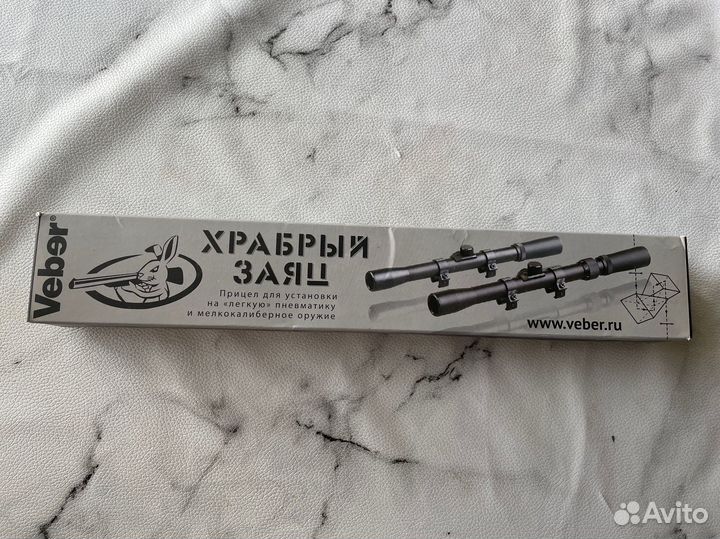 Veber®
ХРАБРЫЙ
ЗАЯЦ
Прицел для установки
на «легкую» пневматику
и мелкокалиберное оружие
www.veber.ru
Avito